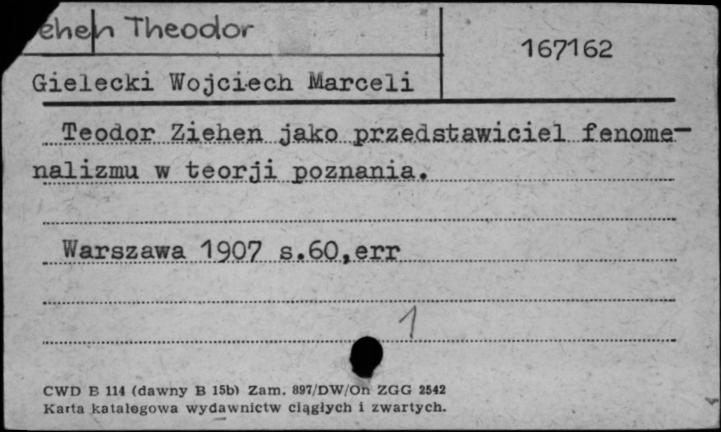 ehen Theodor
167162
Gielecki Wojciech Marceli
Teodor Ziehen jako przedstawiciel fenome-
nalizmu w teorji poznania.
Warszawa 1907 s.60,err
1
CWD B 114 (dawny B 15b) Zam. 897/DW/On ZGG 2542
Karta katalogowa wydawnictw ciągłych i zwartych.